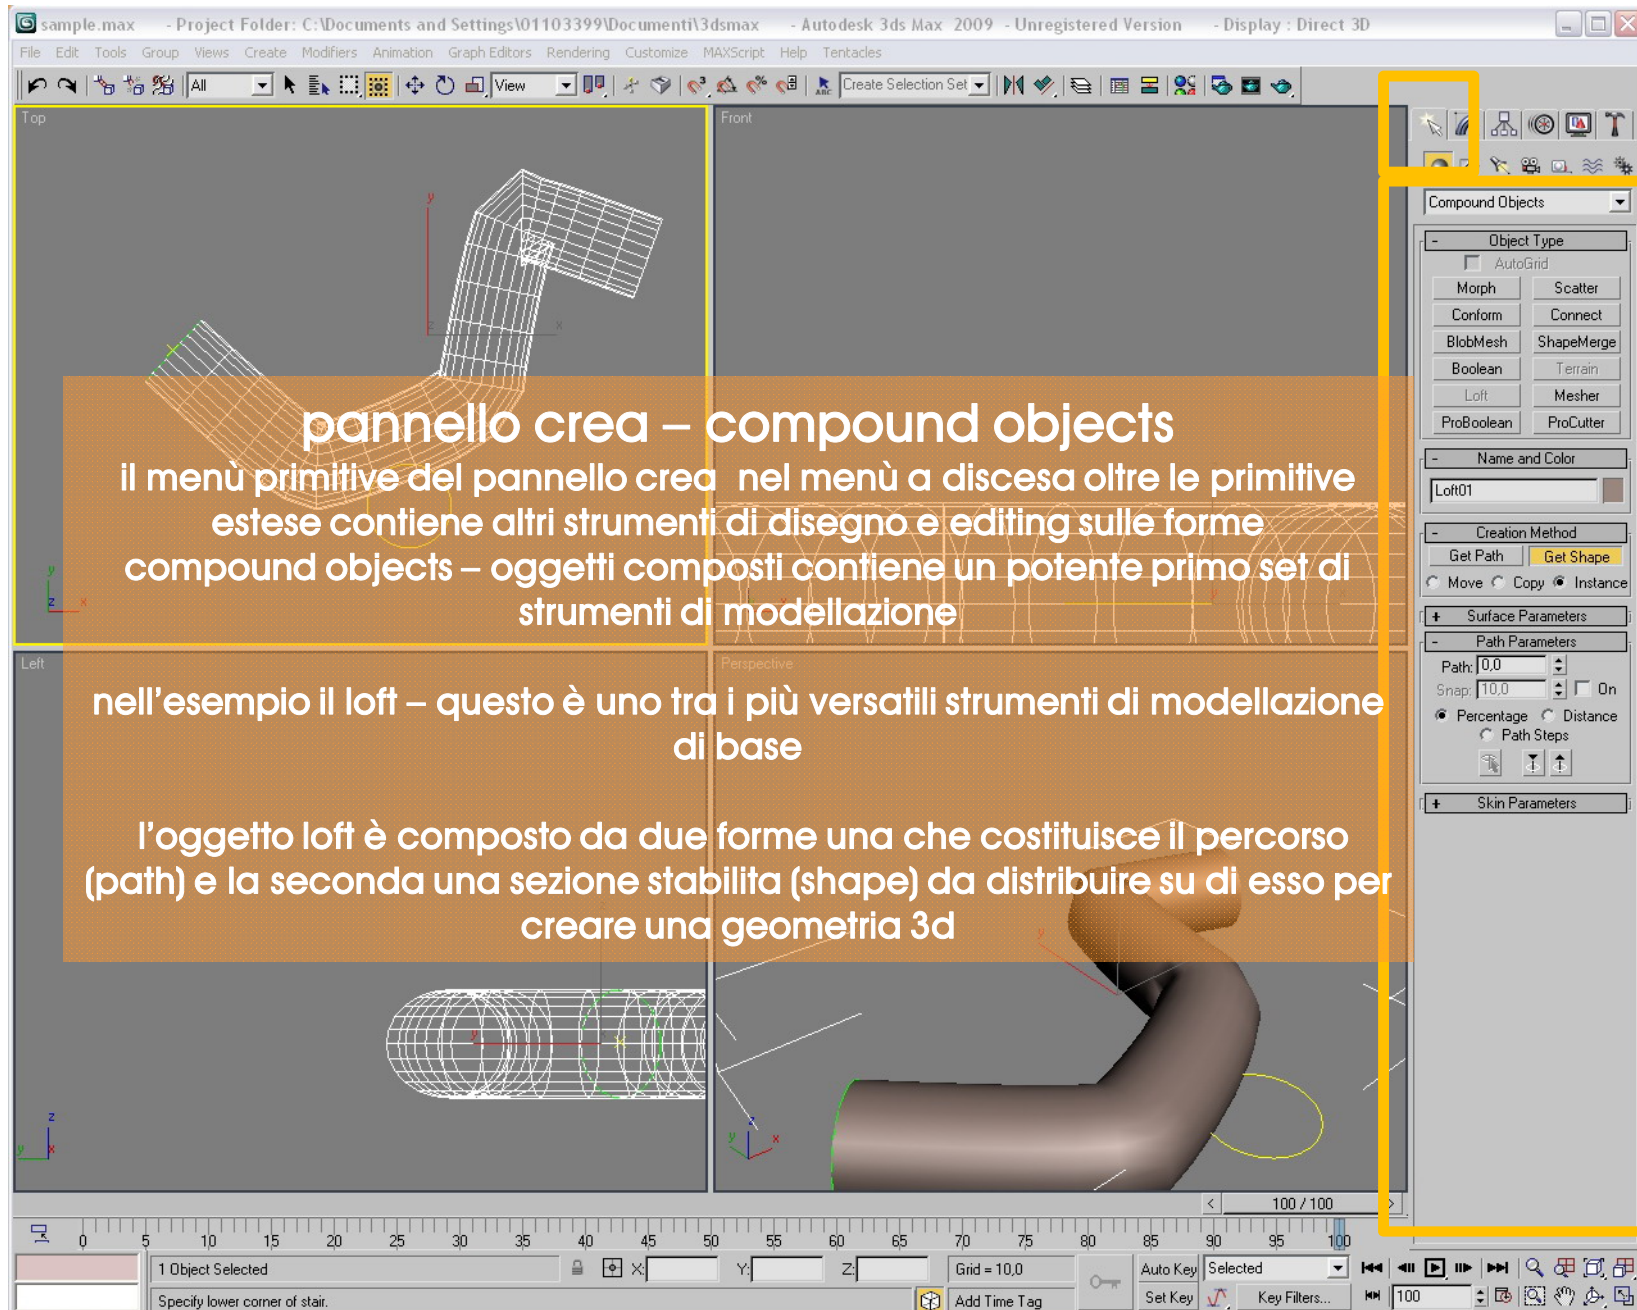 sample.max - Project Folder: C:\Documents and Settings\01103399\Documenti\3dsmax - Autodesk 3ds Max 2009 - Unregistered Version - Display : Direct 3D
File Edit Tools Group Views Create Modifiers Animation Graph Editors Rendering Customize MAXScript Help Tentacles
All View Create Selection Set
Top
Front
Compound Objects
- Object Type
AutoGrid
Morph Scatter
Conform Connect
BlobMesh ShapeMerge
Boolean Terrain
Loft Mesher
ProBoolean ProCutter
- Name and Color
Loft01
- Creation Method
Get Path Get Shape
Move Copy Instance
+ Surface Parameters
- Path Parameters
Path: 0,0
Snap: 10,0 On
Percentage Distance
Path Steps
+ Skin Parameters
pannello crea – compound objects
il menù primitive del pannello crea nel menù a discesa oltre le primitive
estese contiene altri strumenti di disegno e editing sulle forme
compound objects – oggetti composti contiene un potente primo set di
strumenti di modellazione
nell'esempio il loft – questo è uno tra i più versatili strumenti di modellazione
di base
l'oggetto loft è composto da due forme una che costituisce il percorso
(path) e la seconda una sezione stabilita (shape) da distribuire su di esso per
creare una geometria 3d
Left
Perspective
< 100 / 100 >
0 5 10 15 20 25 30 35 40 45 50 55 60 65 70 75 80 85 90 95 100
1 Object Selected X: Y: Z: Grid = 10,0 Auto Key Selected
Specify lower corner of stair. Add Time Tag Set Key Key Filters... 100